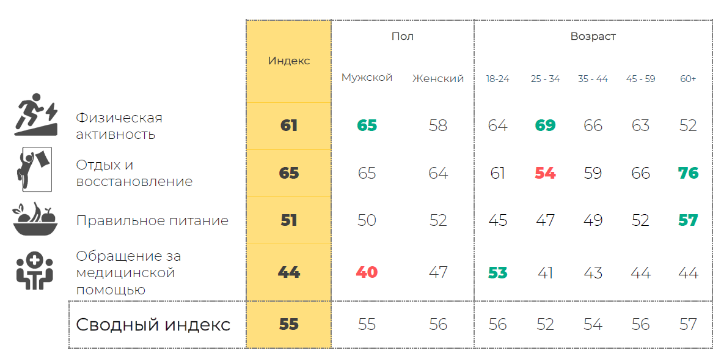 Пол Возраст
Индекс
Мужской Женский 18-24 25 - 34 35 - 44 45 - 59 60+
Физическая
активность
61 65 58 64 69 66 63 52
Отдых и
восстановление
65 65 64 61 54 59 66 76
Правильное питание 51 50 52 45 47 49 52 57
Обращение за
медицинской
помощью
44 40 47 53 41 43 44 44
Сводный индекс 55 55 56 56 52 54 56 57